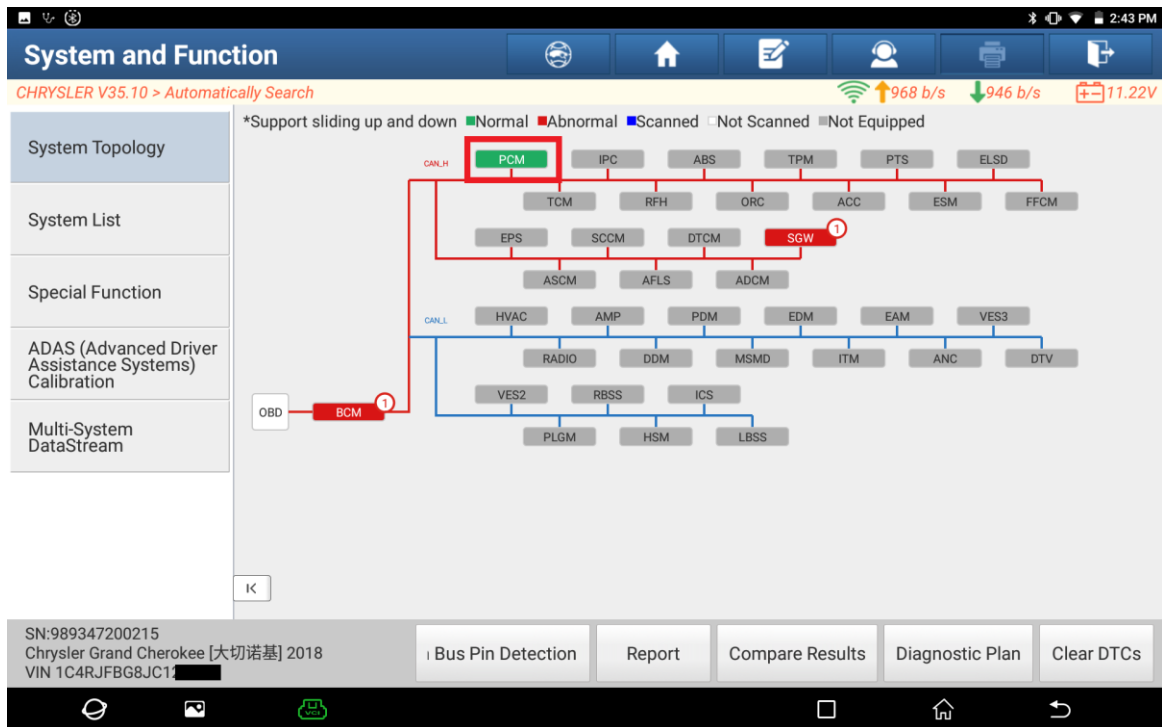 2:43 PM
System and Function
CHRYSLER V35.10 > Automatically Search
968 b/s
946 b/s
11.22V
System Topology
System List
Special Function
ADAS (Advanced Driver
Assistance Systems)
Calibration
Multi-System
DataStream
*Support sliding up and down Normal Abnormal Scanned Not Scanned Not Equipped
CAN_H PCM IPC ABS TPM PTS ELSD
TCM RFH ORC ACC ESM FFCM
EPS SCCM DTCM SGW 1
ASCM AFLS ADCM
CAN_L HVAC AMP PDM EDM EAM VES3
RADIO DDM MSMD ITM ANC DTV
VES2 RBSS ICS
OBD BCM 1
PLGM HSM LBSS
SN:989347200215
Chrysler Grand Cherokee [大切诺基] 2018
VIN 1C4RJFBG8JC12
Bus Pin Detection
Report
Compare Results
Diagnostic Plan
Clear DTCs
VCI